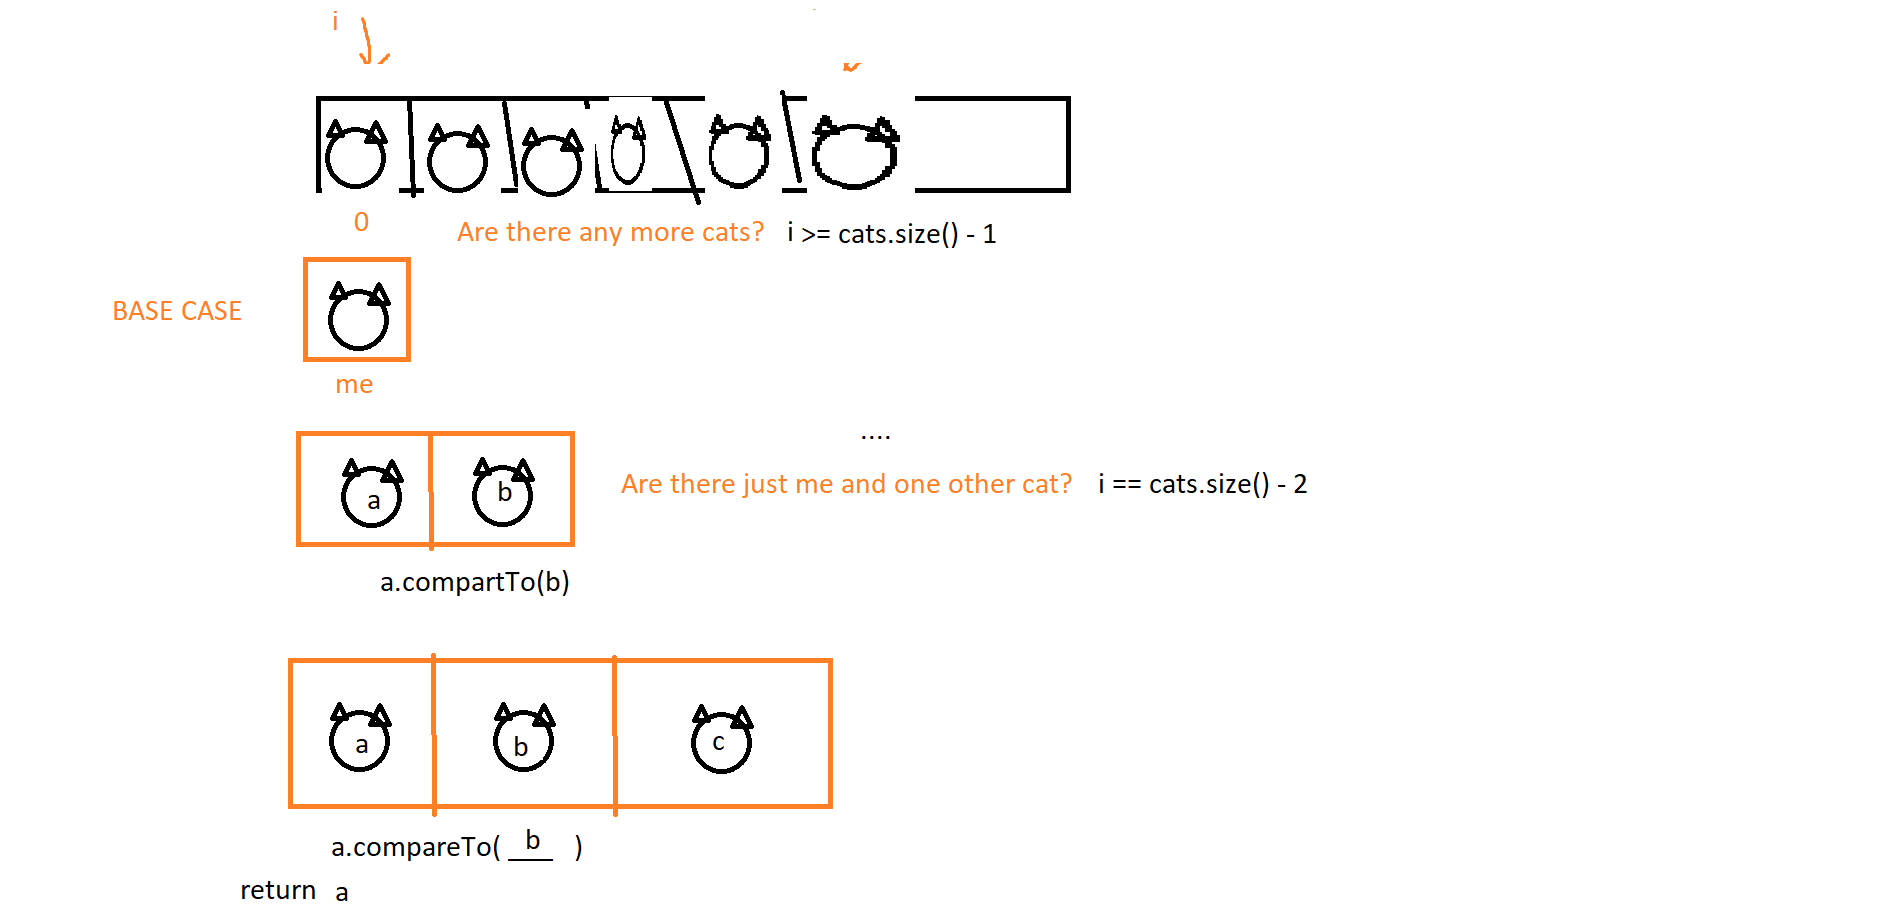 i
0
Are there any more cats? i >= cats.size() - 1
BASE CASE
me
....
a b
Are there just me and one other cat? i == cats.size() - 2
a.compartTo(b)
a b c
a.compareTo( b )
return a